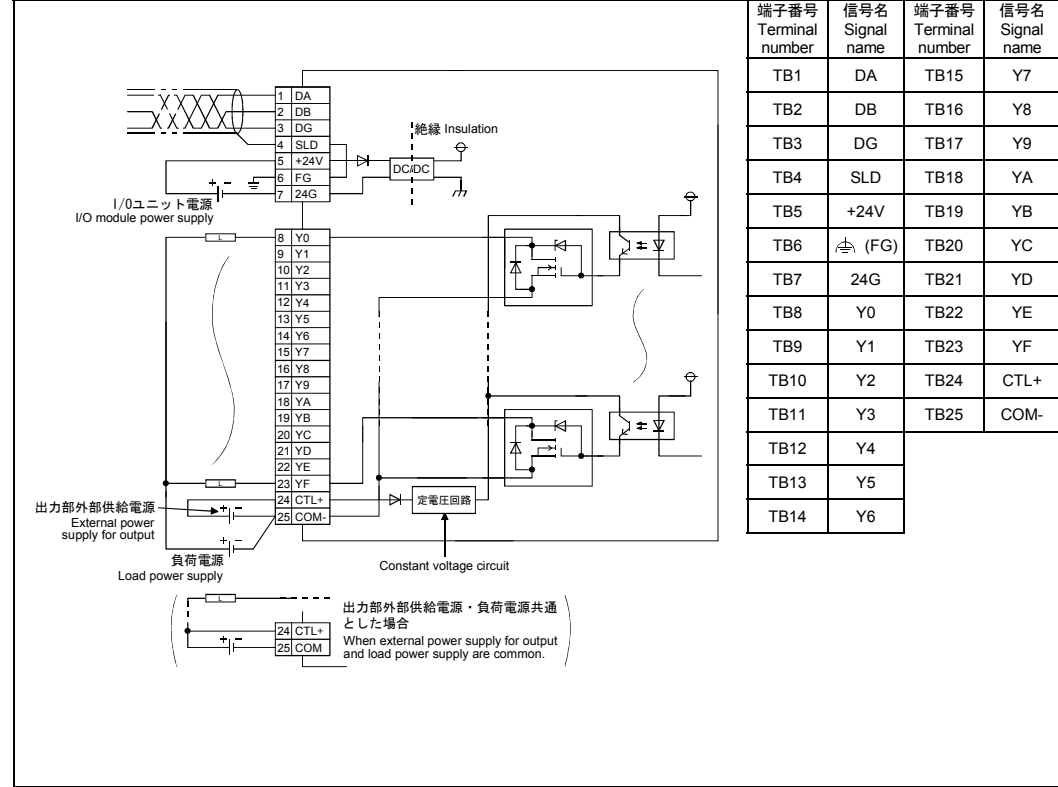 1 DA
2 DB
3 DG
4 SLD
5 +24V
6 FG
7 24G
絶縁 Insulation
DC/DC
+ -
I/Oユニット電源
I/O module power supply
L
8 Y0
9 Y1
10 Y2
11 Y3
12 Y4
13 Y5
14 Y6
15 Y7
16 Y8
17 Y9
18 YA
19 YB
20 YC
21 YD
22 YE
23 YF
24 CTL+
25 COM-
L
出力部外部供給電源
External power
supply for output
+ -
+ -
負荷電源
Load power supply
定電圧回路
Constant voltage circuit
L
24 CTL+
25 COM
+ -
出力部外部供給電源・負荷電源共通
とした場合
When external power supply for output
and load power supply are common.
端子番号 信号名 端子番号 信号名
Terminal Signal Terminal Signal
number name number name
TB1 DA TB15 Y7
TB2 DB TB16 Y8
TB3 DG TB17 Y9
TB4 SLD TB18 YA
TB5 +24V TB19 YB
TB6 (FG) TB20 YC
TB7 24G TB21 YD
TB8 Y0 TB22 YE
TB9 Y1 TB23 YF
TB10 Y2 TB24 CTL+
TB11 Y3 TB25 COM-
TB12 Y4
TB13 Y5
TB14 Y6